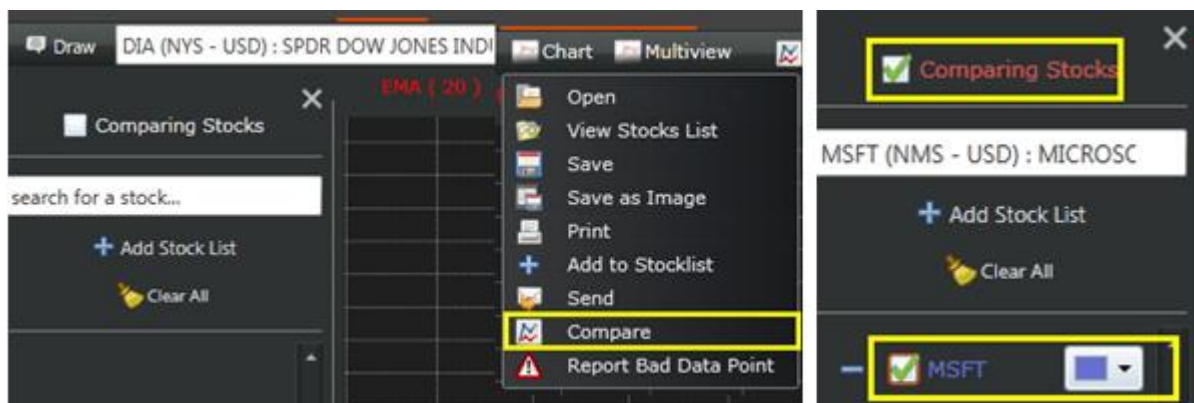 Draw
DIA (NYS - USD) : SPDR DOW JONES INDU
Comparing Stocks
search for a stock...
Add Stock List
Clear All
EMA ( 20 )
Chart
Multiview
Open
View Stocks List
Save
Save as Image
Print
Add to Stocklist
Send
Compare
Report Bad Data Point
Comparing Stocks
MSFT (NMS - USD) : MICROSC
Add Stock List
Clear All
MSFT